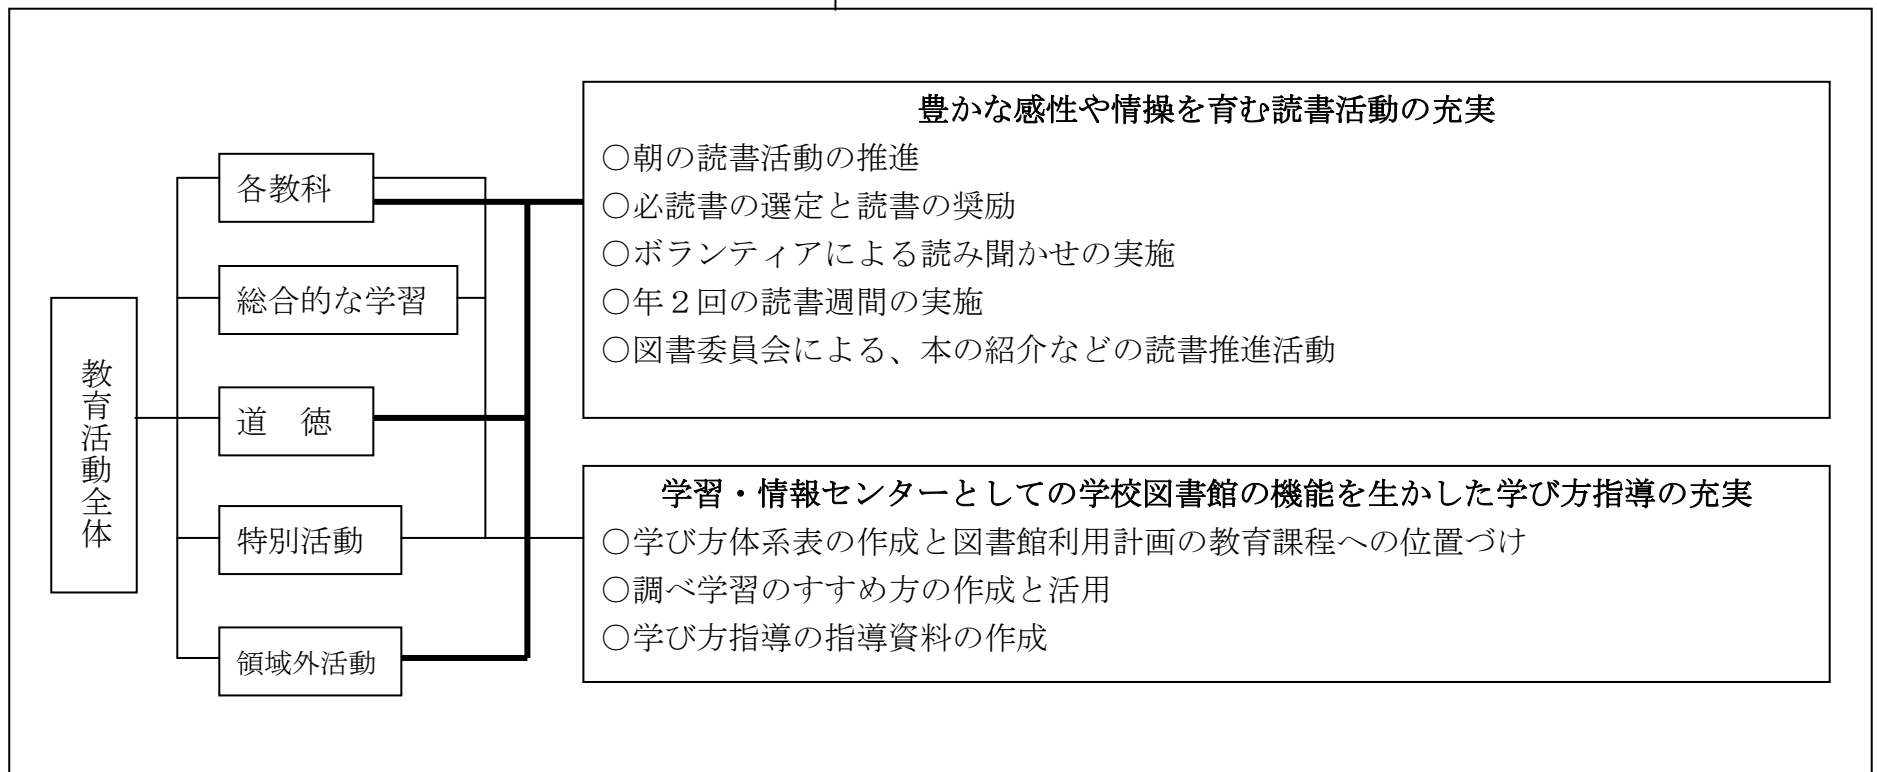 教育活動全体
各教科
総合的な学習
道　徳
特別活動
領域外活動
豊かな感性や情操を育む読書活動の充実
○朝の読書活動の推進
○必読書の選定と読書の奨励
○ボランティアによる読み聞かせの実施
○年２回の読書週間の実施
○図書委員会による、本の紹介などの読書推進活動
学習・情報センターとしての学校図書館の機能を生かした学び方指導の充実
○学び方体系表の作成と図書館利用計画の教育課程への位置づけ
○調べ学習のすすめ方の作成と活用
○学び方指導の指導資料の作成